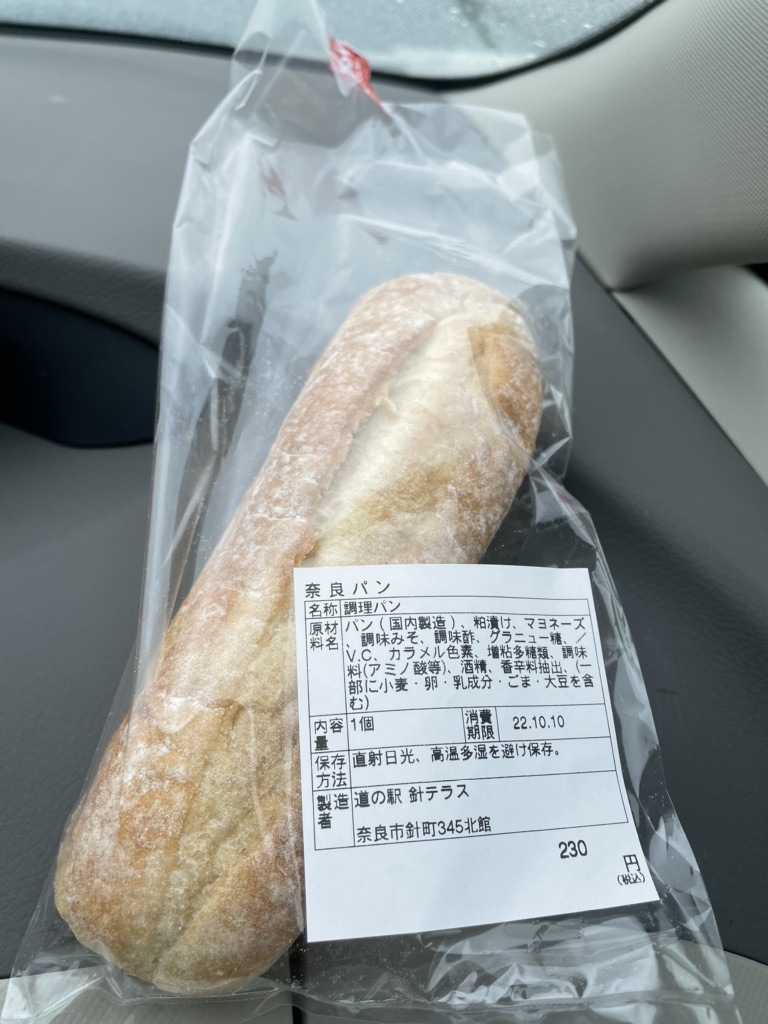 奈良パン
名称 調理パン
原材料名 パン(国内製造)、粕漬け、マヨネーズ
、調味みそ、調味酢、グラニュー糖、/
V.C、カラメル色素、増粘多糖類、調味
料(アミノ酸等)、酒精、香辛料抽出、(一
部に小麦・卵・乳成分・ごま・大豆を含
む)
内容量 1個 消費期限 22.10.10
保存方法 直射日光、高温多湿を避け保存。
製造者 道の駅 針テラス
奈良市針町345北館
230 円
(税込)